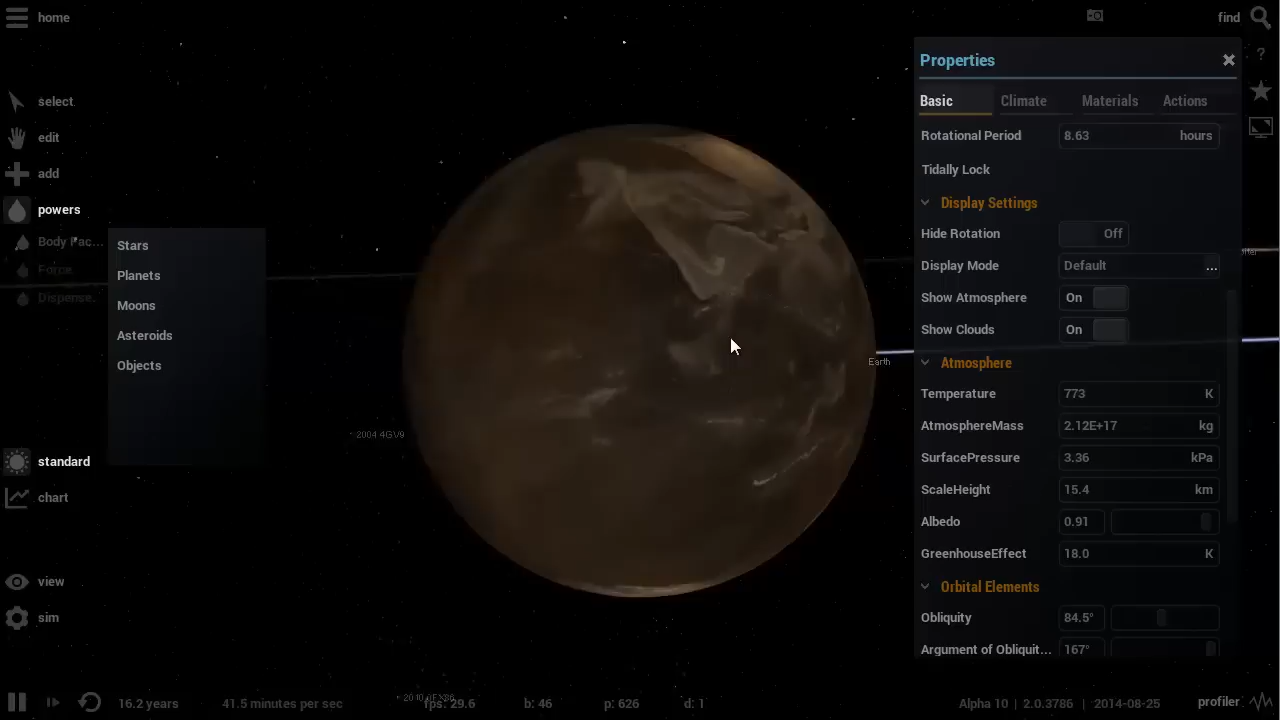 home
find
Properties
select
?
Basic Climate Materials Actions
edit
Rotational Period 8.63 hours
add
Tidally Lock
powers
Display Settings
Body Fac...
Hide Rotation Off
Stars
Force
Display Mode Default ...
Planets
Dispense.
Show Atmosphere On
Moons
Show Clouds On
Asteroids
Earth
Atmosphere
Objects
Temperature 773 K
AtmosphereMass 2.12E+17 kg
2004 4GV9
SurfacePressure 3.36 kPa
standard
ScaleHeight 15.4 km
chart
Albedo 0.91
GreenhouseEffect 18.0 K
view
Orbital Elements
sim
Obliquity 84.5°
Argument of Obliquit... 167°
16.2 years 41.5 minutes per sec fps: 29.6 b: 46 p: 626 d: 1 Alpha 10 | 2.0.3786 | 2014-08-25 profiler